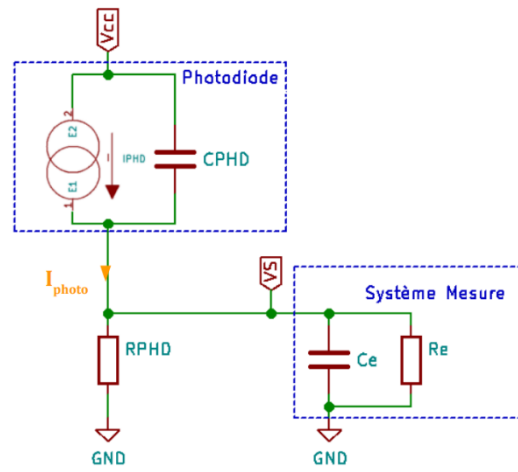 Vcc
Photodiode
2
E2
I
IPHD
CPHD
E1
1
Iphoto
VS
Système Mesure
RPHD
Ce
Re
GND
GND